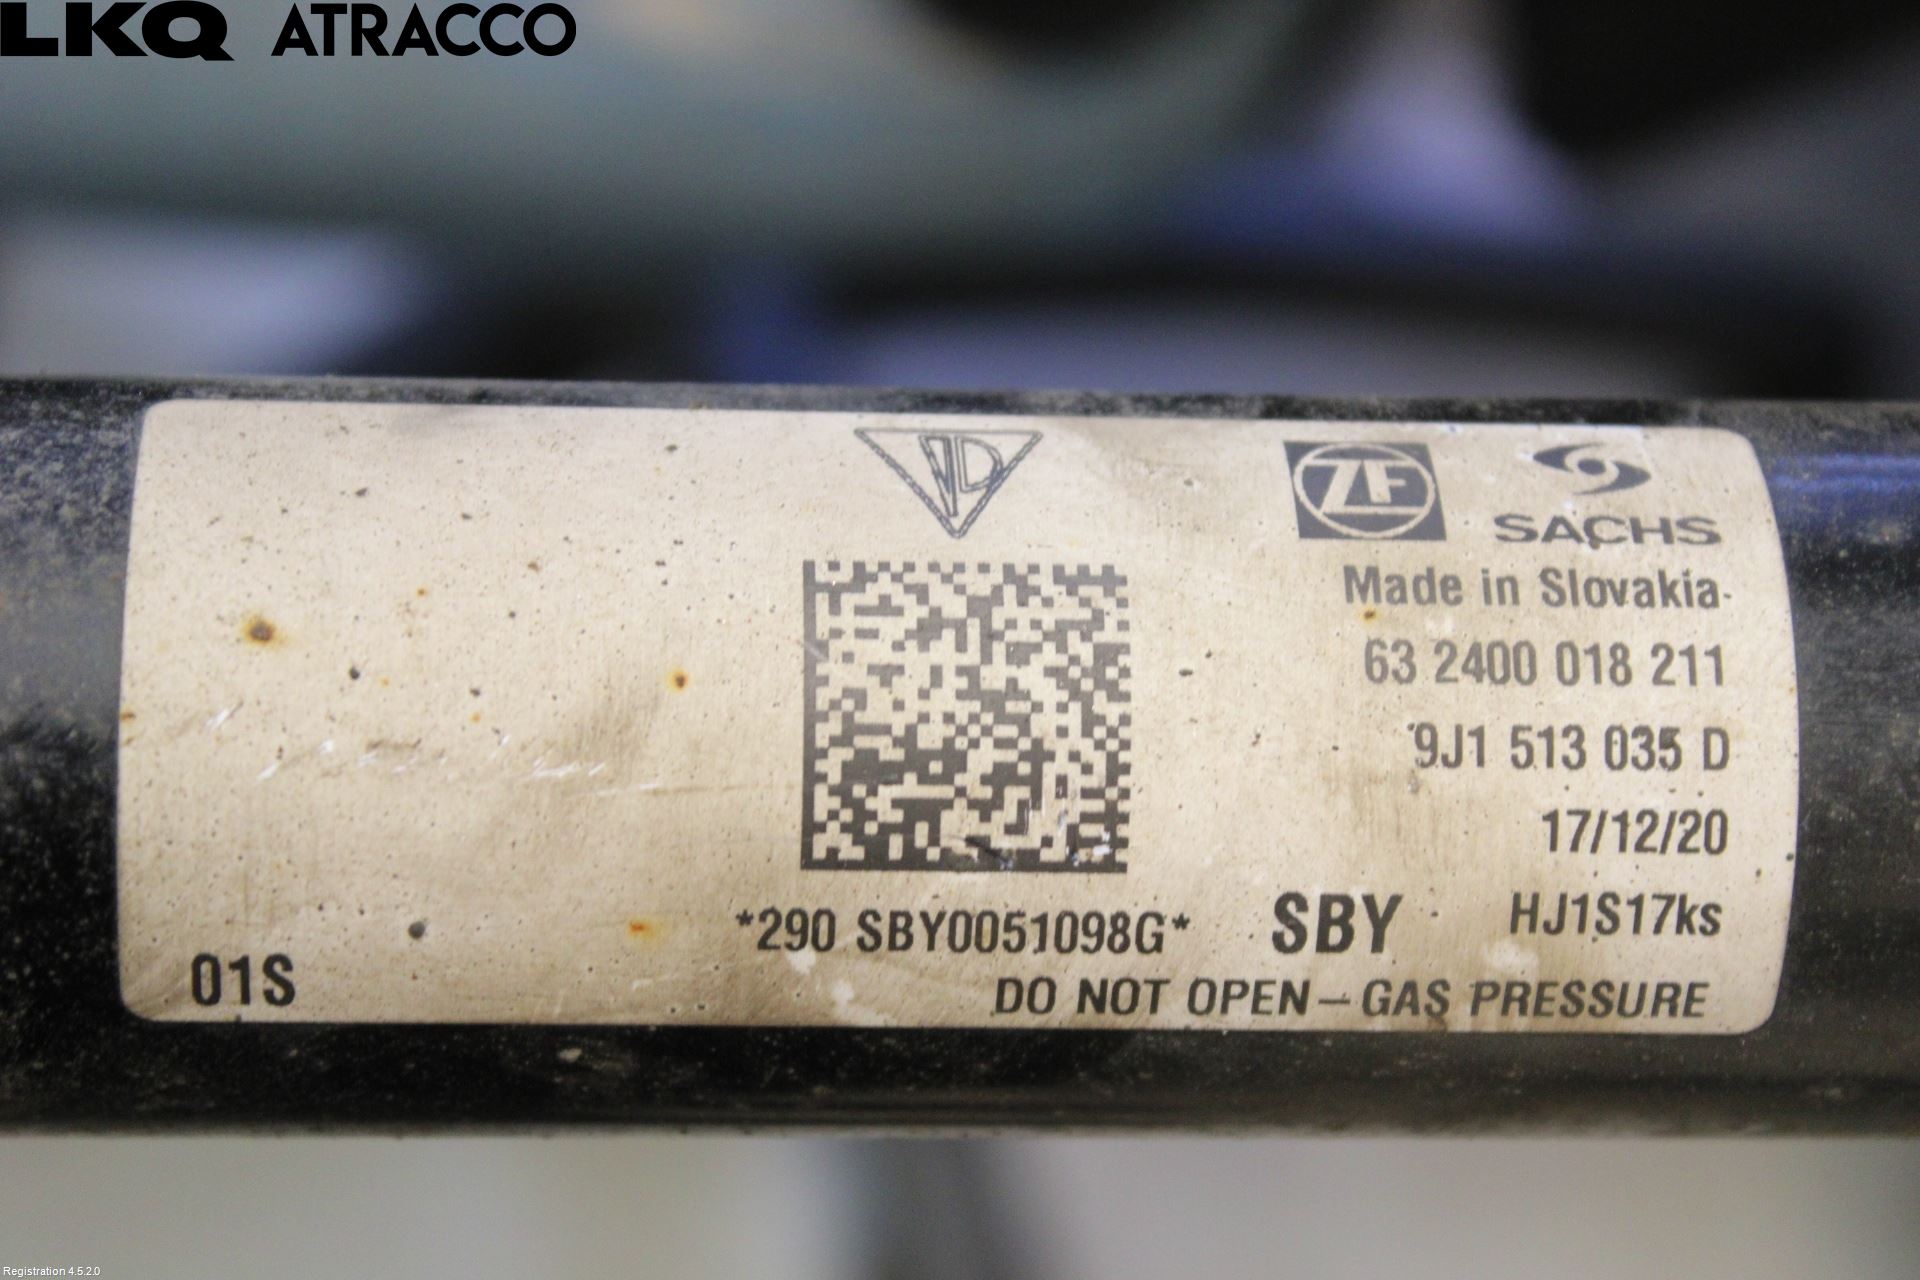 LKQ ATRACCO
ZF
SACHS
Made in Slovakia
63 2400 018 211
9J1 513 035 D
17/12/20
*290 SBY0051098G* SBY HJ1S17ks
01S
DO NOT OPEN – GAS PRESSURE
Registration 4.5.2.0